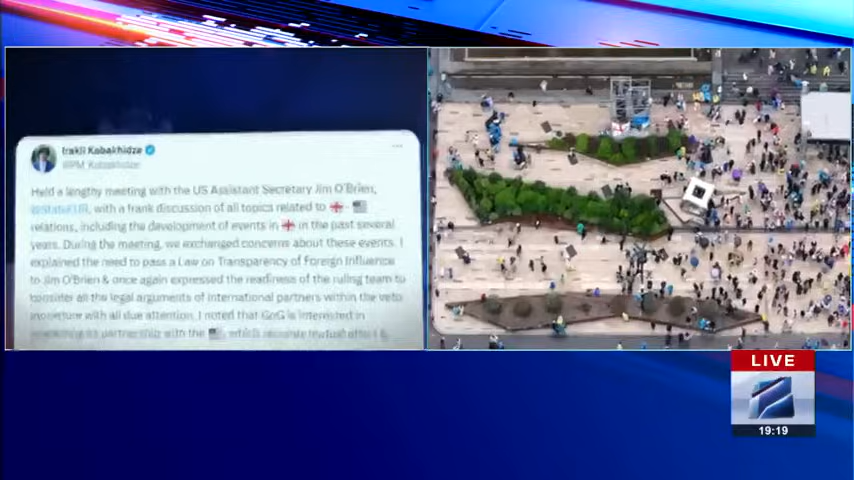 Irakli Kobakhidze
@PM_Kobakhidze
Held a lengthy meeting with the US Assistant Secretary Jim O'Brien,
with a frank discussion of all topics related to
relations, including the development of events in in the past several
years. During the meeting, we exchanged concerns about these events. I
explained the need to pass a Law on Transparency of Foreign Influence
to Jim O'Brien & once again expressed the readiness of the ruling team to
consider all the legal arguments of international partners within the veto
procedure with all due attention. I noted that GoG is interested in
partnership with the which
LIVE
19:19